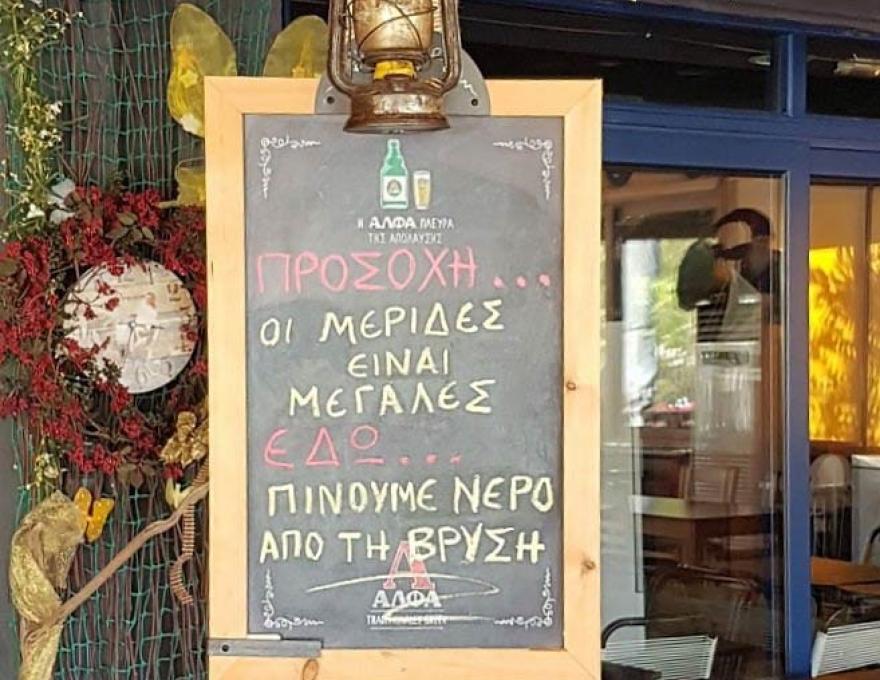 Η ΑΛΦΑ ΠΛΕΥΡΑ
ΤΗΣ ΑΠΟΛΑΥΣΗΣ
ΠΡΟΣΟΧΗ...
ΟΙ ΜΕΡΙΔΕΣ
ΕΙΝΑΙ
ΜΕΓΑΛΕΣ
ΕΔΩ...
ΠΙΝΟΥΜΕ ΝΕΡΟ
ΑΠΟ ΤΗ ΒΡΥΣΗ
ΑΛΦΑ